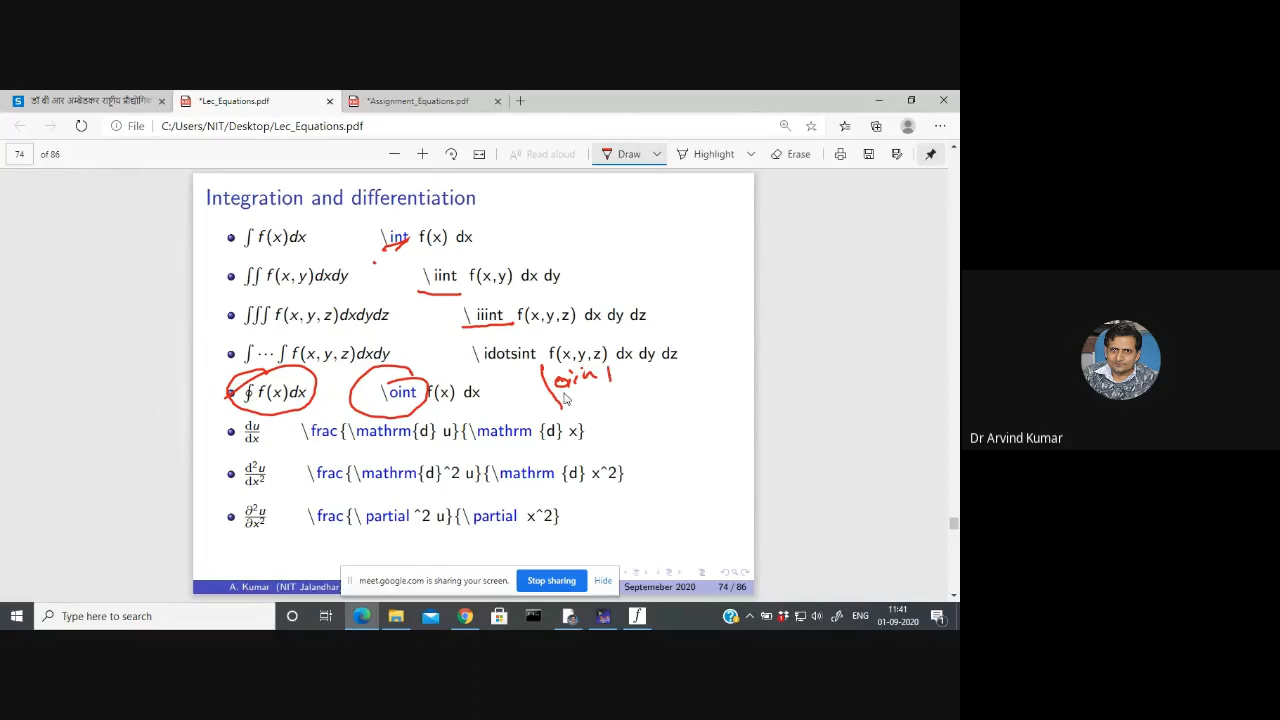 डॉ बी आर अम्बेडकर राष्ट्रीय प्रौद्योगिक
*Lec_Equations.pdf
*Assignment_Equations.pdf
File C:/Users/NIT/Desktop/Lec_Equations.pdf
74 of 86
Read aloud
Draw
Highlight
Erase
Integration and differentiation
∫ f(x)dx \int f(x) dx
∬ f(x, y)dxdy \ iint f(x,y) dx dy
∭ f(x, y, z)dxdydz \ iiint f(x,y,z) dx dy dz
∫ ··· ∫ f(x, y, z)dxdy \ idotsint f(x,y,z) dx dy dz
∮ f(x)dx \oint f(x) dx
du/dx \frac{\mathrm{d} u}{\mathrm {d} x}
d²u/dx² \frac{\mathrm{d}^2 u}{\mathrm {d} x^2}
∂²u/∂x² \frac{\ partial ^2 u}{\partial x^2}
A. Kumar (NIT Jalandhar)
Septemeber 2020
74 / 86
meet.google.com is sharing your screen.
Stop sharing
Hide
Type here to search
ENG
11:41
01-09-2020
1
Dr Arvind Kumar